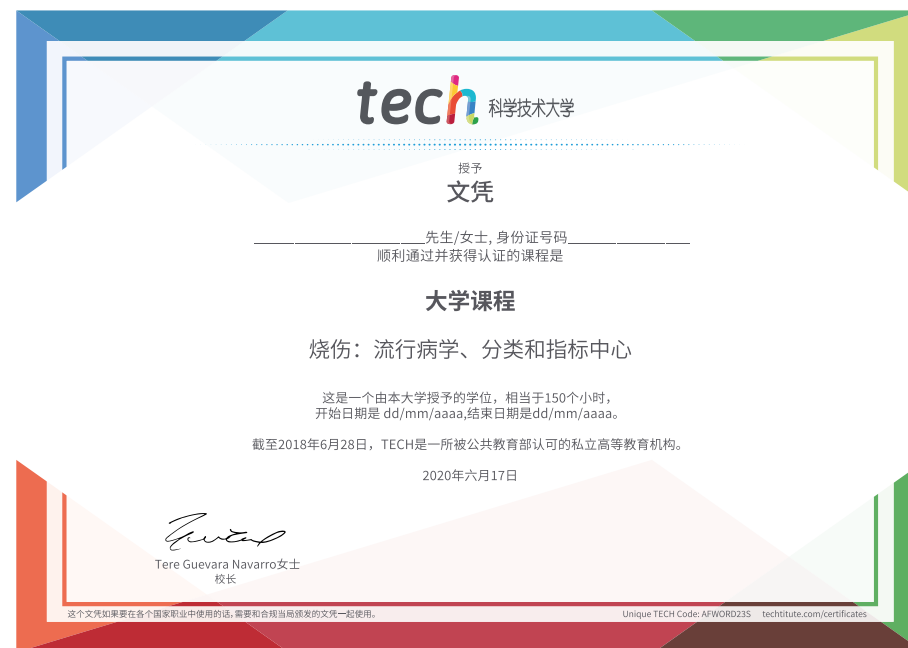 tech 科学技术大学
授予
文凭
________________________先生/女士, 身份证号码_________________
顺利通过并获得认证的课程是
大学课程
烧伤：流行病学、分类和指标中心
这是一个由本大学授予的学位，相当于150个小时，
开始日期是 dd/mm/aaaa,结束日期是dd/mm/aaaa。
截至2018年6月28日，TECH是一所被公共教育部认可的私立高等教育机构。
2020年六月17日
Tere Guevara Navarro女士
校长
这个文凭如果要在各个国家职业中使用的话,需要和合规当局颁发的文凭一起使用。
Unique TECH Code: AFWORD23S techtitute.com/certificates